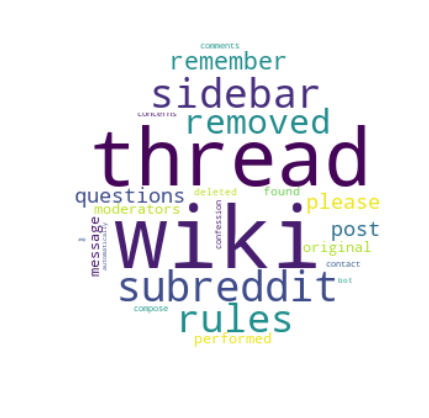 comments
remember
sidebar
concerns
removed
thread
questions
deleted
found
please
moderators
confession
message
automatically
wiki
post
original
contact
subreddit
bot
compose
rules
performed